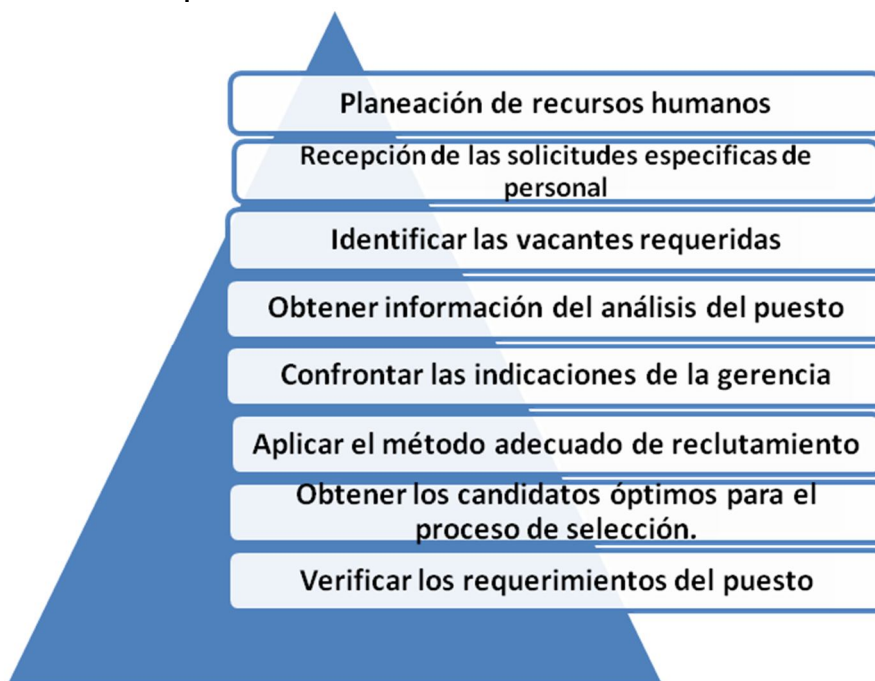 Planeación de recursos humanos
Recepción de las solicitudes especificas de
personal
Identificar las vacantes requeridas
Obtener información del análisis del puesto
Confrontar las indicaciones de la gerencia
Aplicar el método adecuado de reclutamiento
Obtener los candidatos óptimos para el
proceso de selección.
Verificar los requerimientos del puesto